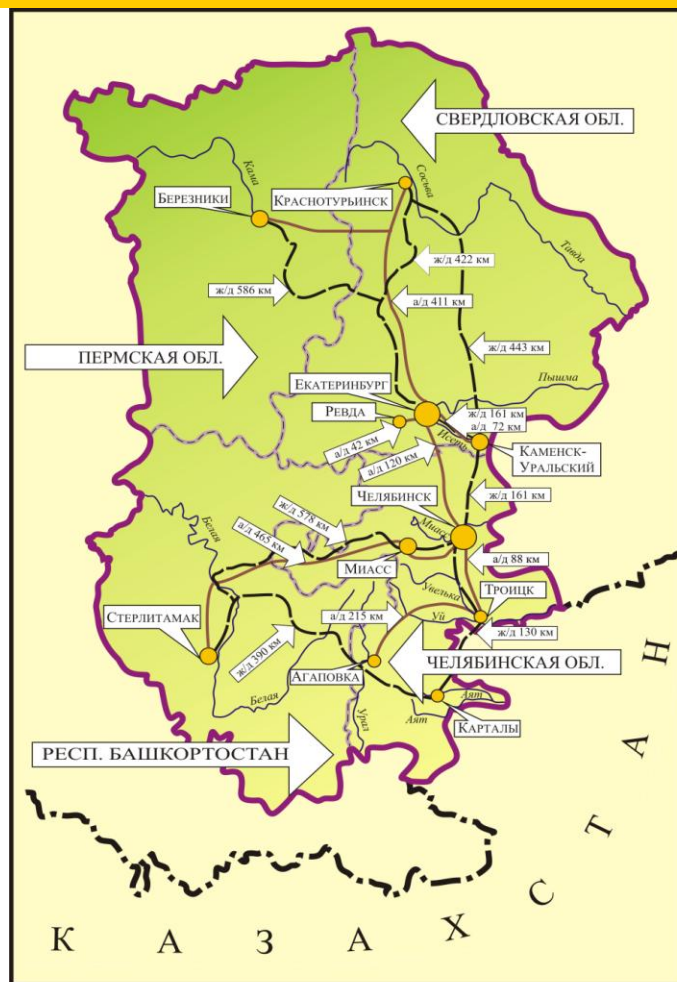 СВЕРДЛОВСКАЯ ОБЛ.
Кама
Сосьва
БЕРЕЗНИКИ
КРАСНОТУРЬИНСК
Тавда
ж/д 422 км
ж/д 586 км
а/д 411 км
ж/д 443 км
ПЕРМСКАЯ ОБЛ.
Пышма
ЕКАТЕРИНБУРГ
РЕВДА
ж/д 161 км
а/д 72 км
Исеть
а/д 42 км
а/д 120 км
КАМЕНСК-
УРАЛЬСКИЙ
ЧЕЛЯБИНСК
ж/д 161 км
Белая
ж/д 578 км
а/д 465 км
Миасс
МИАСС
а/д 88 км
Увелька
ТРОИЦК
СТЕРЛИТАМАК
а/д 215 км
Уй
ж/д 130 км
ж/д 390 км
ЧЕЛЯБИНСКАЯ ОБЛ.
АГАПОВКА
Белая
Аят
Урал
Аят
КАРТАЛЫ
РЕСП. БАШКОРТОСТАН
К А З А Х С Т А Н